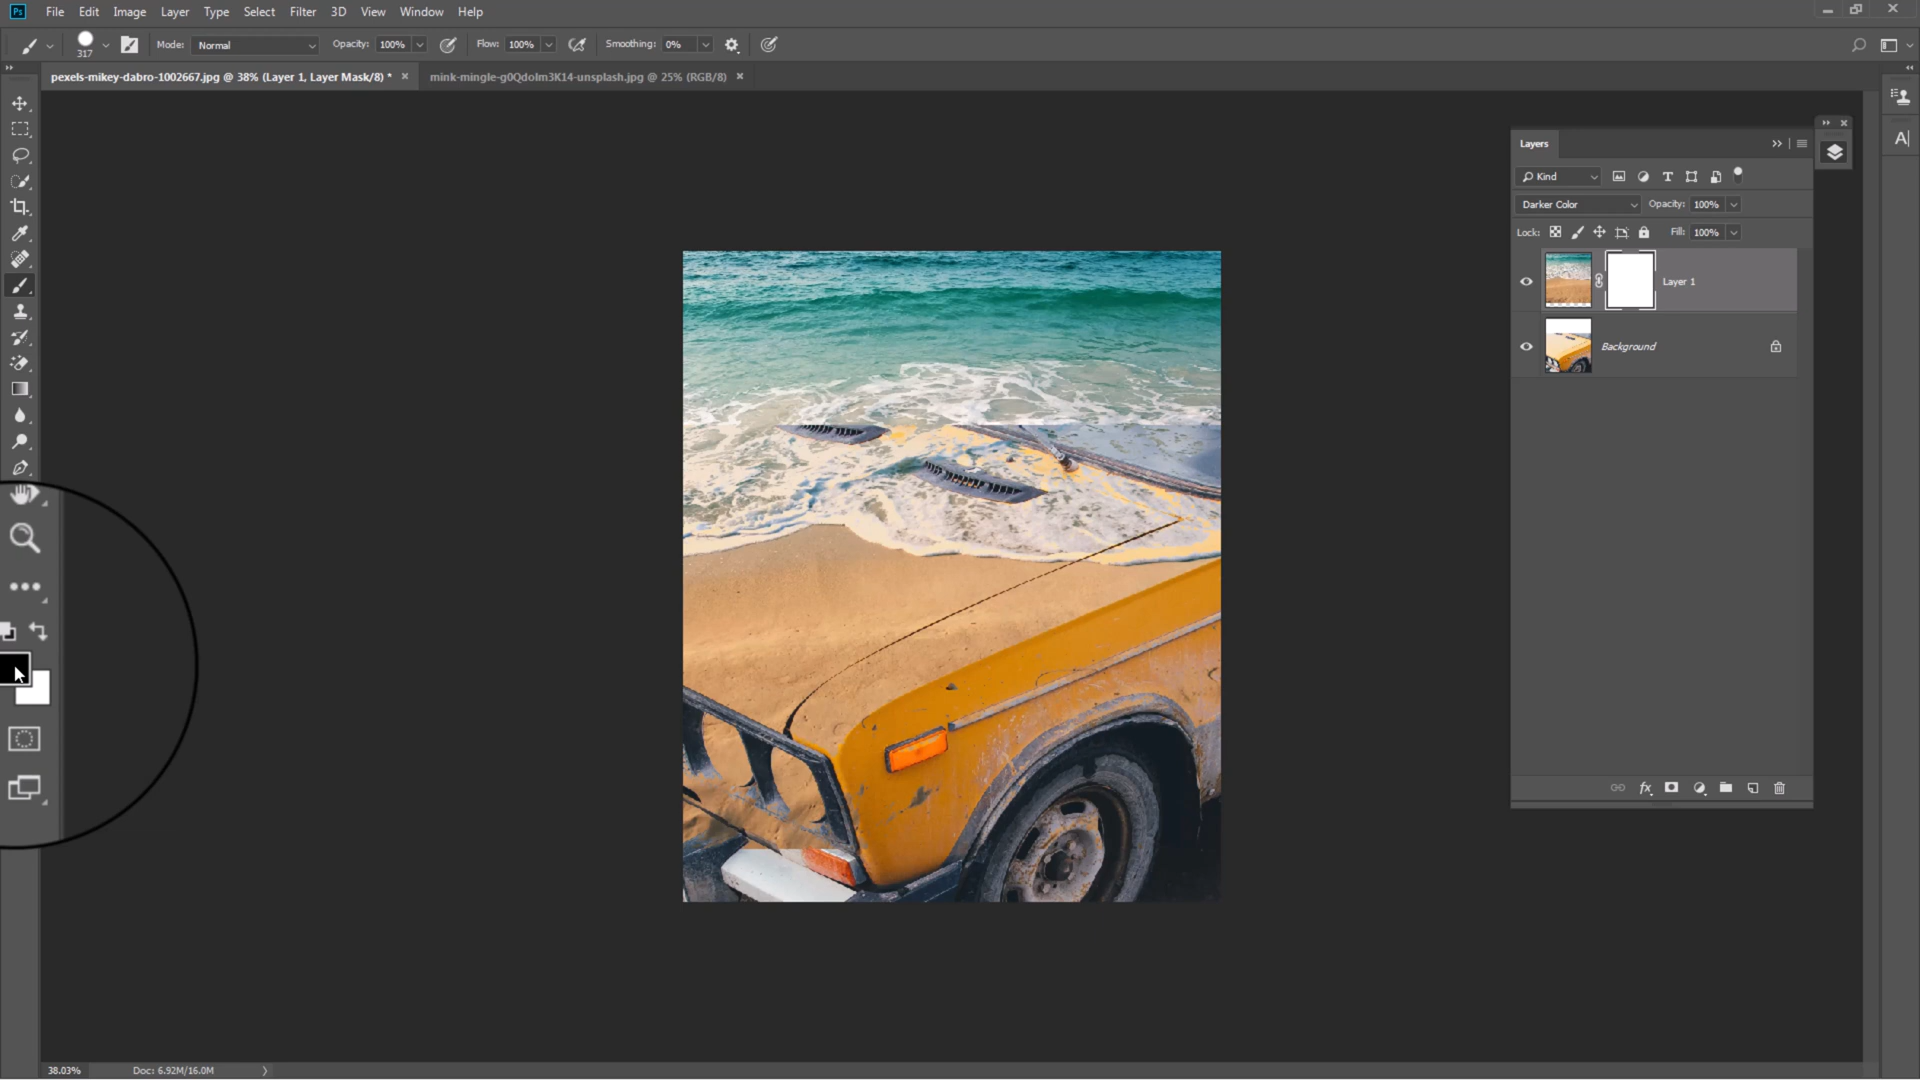 Ps File Edit Image Layer Type Select Filter 3D View Window Help
317 Mode: Normal Opacity: 100% Flow: 100% Smoothing: 0%
pexels-mikey-dabro-1002667.jpg @ 38% (Layer 1, Layer Mask/8) * × mink-mingle-g0Qdolm3K14-unsplash.jpg @ 25% (RGB/8) ×
Layers
Kind
Darker Color Opacity: 100%
Lock: Fill: 100%
Layer 1
Background
fx
A
38.03% Doc: 6.92M/16.0M